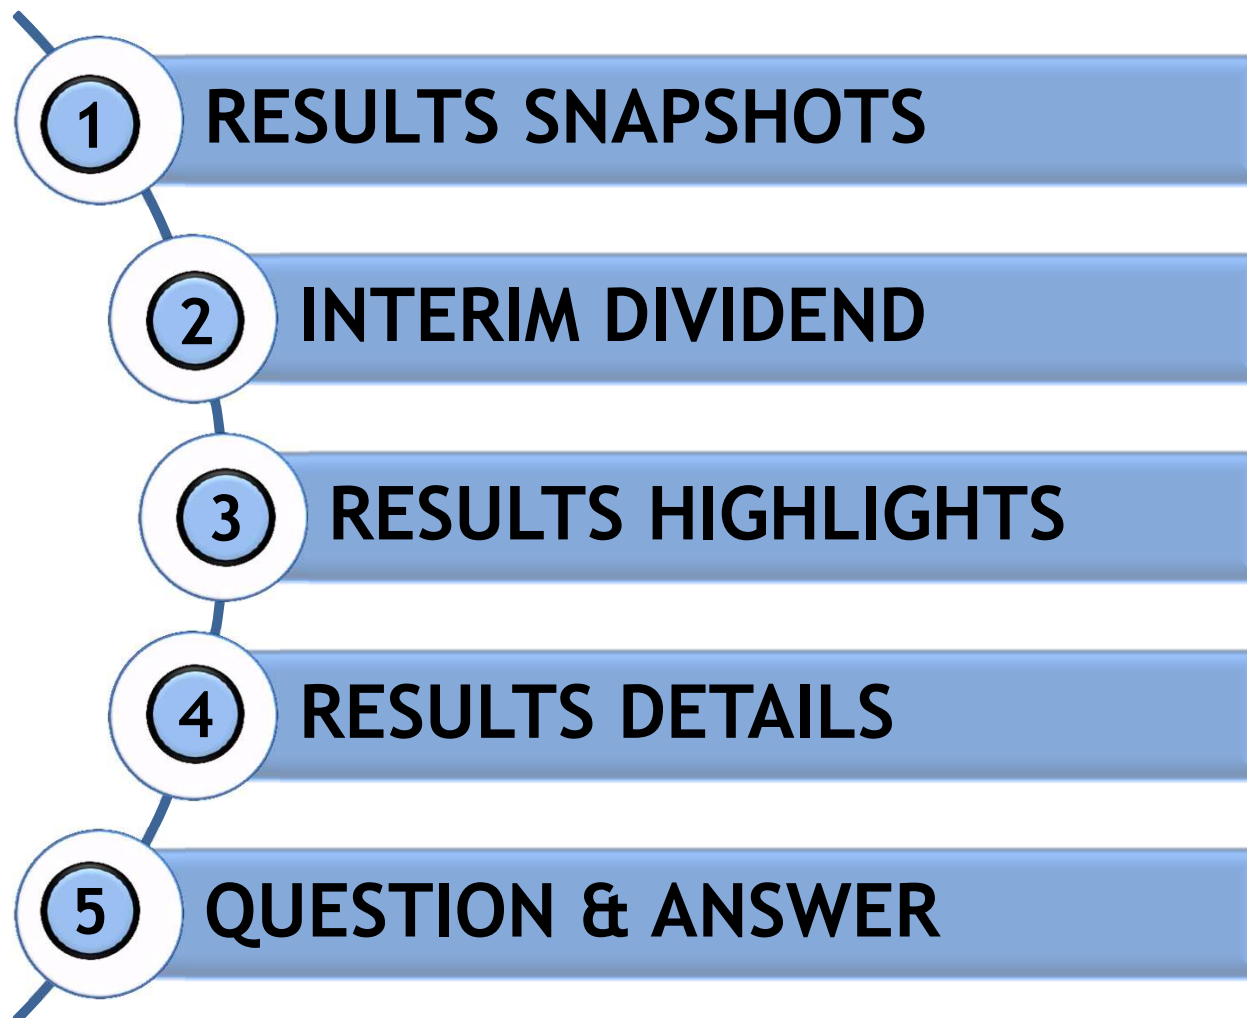 1 RESULTS SNAPSHOTS
2 INTERIM DIVIDEND
3 RESULTS HIGHLIGHTS
4 RESULTS DETAILS
5 QUESTION & ANSWER